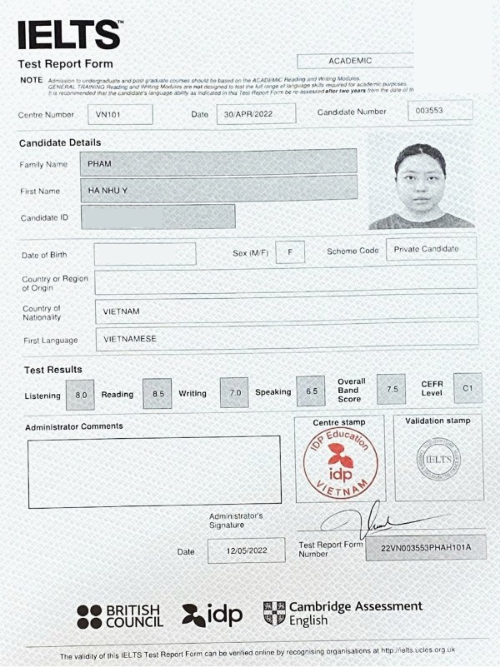 IELTS™
Test Report Form
ACADEMIC
NOTE Admission to undergraduate and post graduate courses should be based on the ACADEMIC Reading and Writing Modules.
GENERAL TRAINING Reading and Writing Modules are not designed to test the full range of language skills required for academic purposes.
It is recommended that the candidate's language ability as indicated in this Test Report Form be re-assessed after two years from the date of
Centre Number VN101 Date 30/APR/2022 Candidate Number 003553
Candidate Details
Family Name PHAM
First Name HA NHU Y
Candidate ID
Date of Birth Sex (M/F) F Scheme Code Private Candidate
Country or Region
of Origin
Country of
Nationality VIETNAM
First Language VIETNAMESE
Test Results
Listening 8.0 Reading 8.5 Writing 7.0 Speaking 6.5 Overall Band Score 7.5 CEFR Level C1
Administrator Comments
Centre stamp
IDP Education
idp
VIETNAM
Validation stamp
IELTS
Administrator's
Signature
Date 12/05/2022
Test Report Form
Number 22VN003553PHAH101A
BRITISH
COUNCIL
idp
Cambridge Assessment
English
The validity of this IELTS Test Report Form can be verified online by recognising organisations at http://ielts.ucles.org.uk